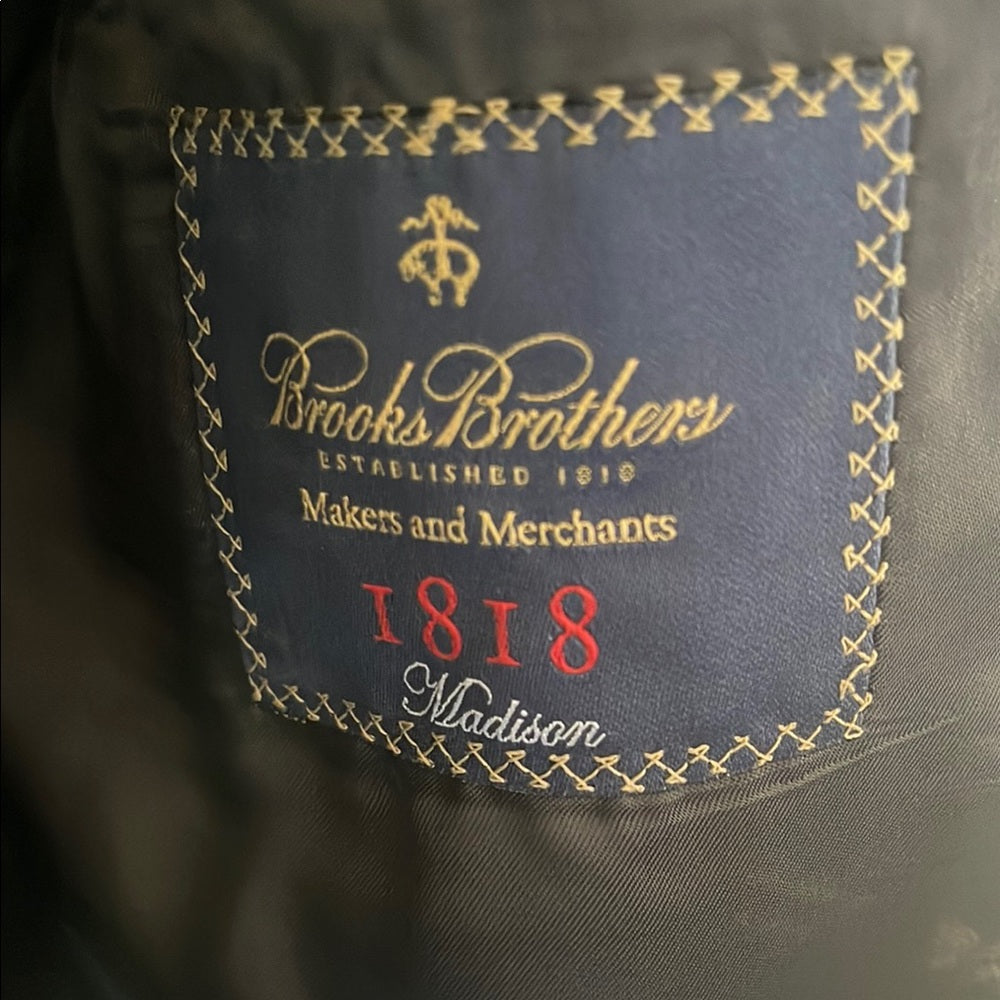 Brooks Brothers
ESTABLISHED 1818
Makers and Merchants
1818
Madison